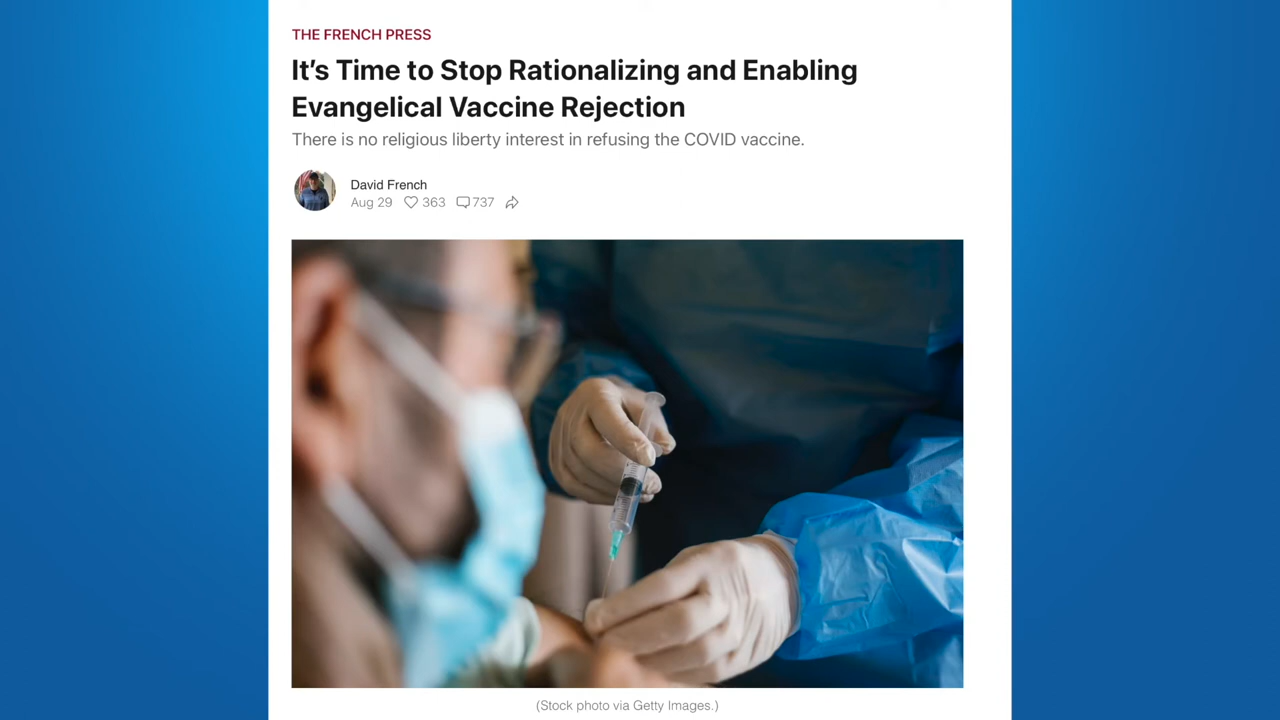 THE FRENCH PRESS
It's Time to Stop Rationalizing and Enabling
Evangelical Vaccine Rejection
There is no religious liberty interest in refusing the COVID vaccine.
David French
Aug 29 363 737
(Stock photo via Getty Images.)